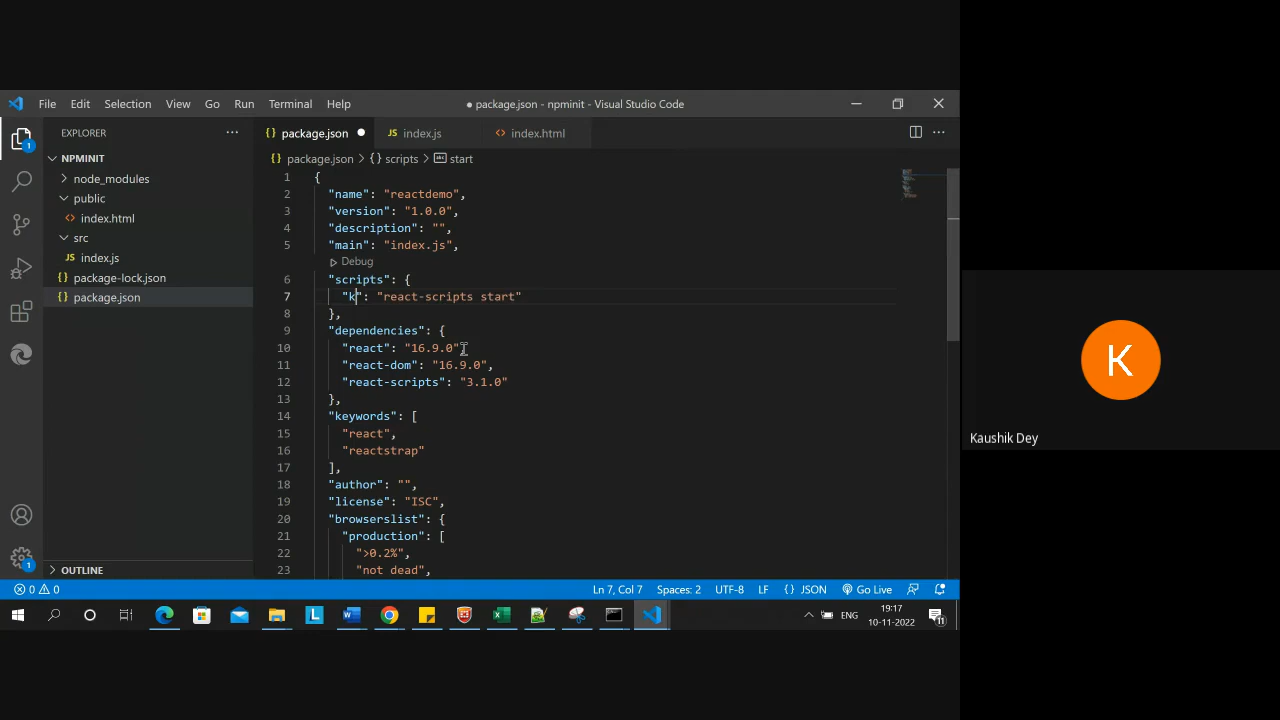 File Edit Selection View Go Run Terminal Help
● package.json - npminit - Visual Studio Code
EXPLORER
NPMINIT
node_modules
public
<> index.html
src
JS index.js
{} package-lock.json
{} package.json
OUTLINE
{} package.json ● JS index.js <> index.html
{} package.json > {} scripts > abc start
1 {
2 "name": "reactdemo",
3 "version": "1.0.0",
4 "description": "",
5 "main": "index.js",
Debug
6 "scripts": {
7 "k": "react-scripts start"
8 },
9 "dependencies": {
10 "react": "16.9.0",
11 "react-dom": "16.9.0",
12 "react-scripts": "3.1.0"
13 },
14 "keywords": [
15 "react",
16 "reactstrap"
17 ],
18 "author": "",
19 "license": "ISC",
20 "browserslist": {
21 "production": [
22 ">0.2%",
23 "not dead",
1
1
0 0
Ln 7, Col 7 Spaces: 2 UTF-8 LF {} JSON Go Live
L
ENG
19:17
10-11-2022
11
K
Kaushik Dey